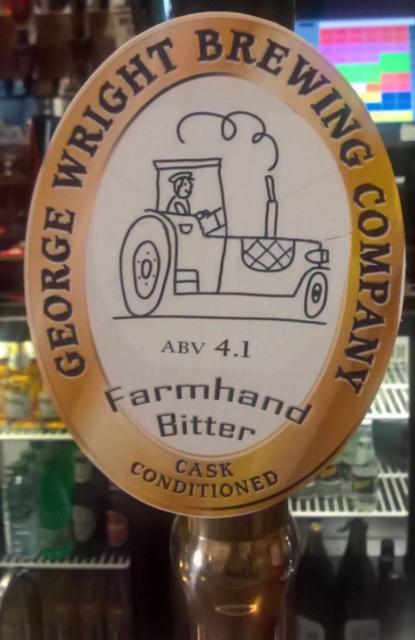 GEORGE WRIGHT BREWING COMPANY
ABV 4.1
Farmhand
Bitter
CASK
CONDITIONED